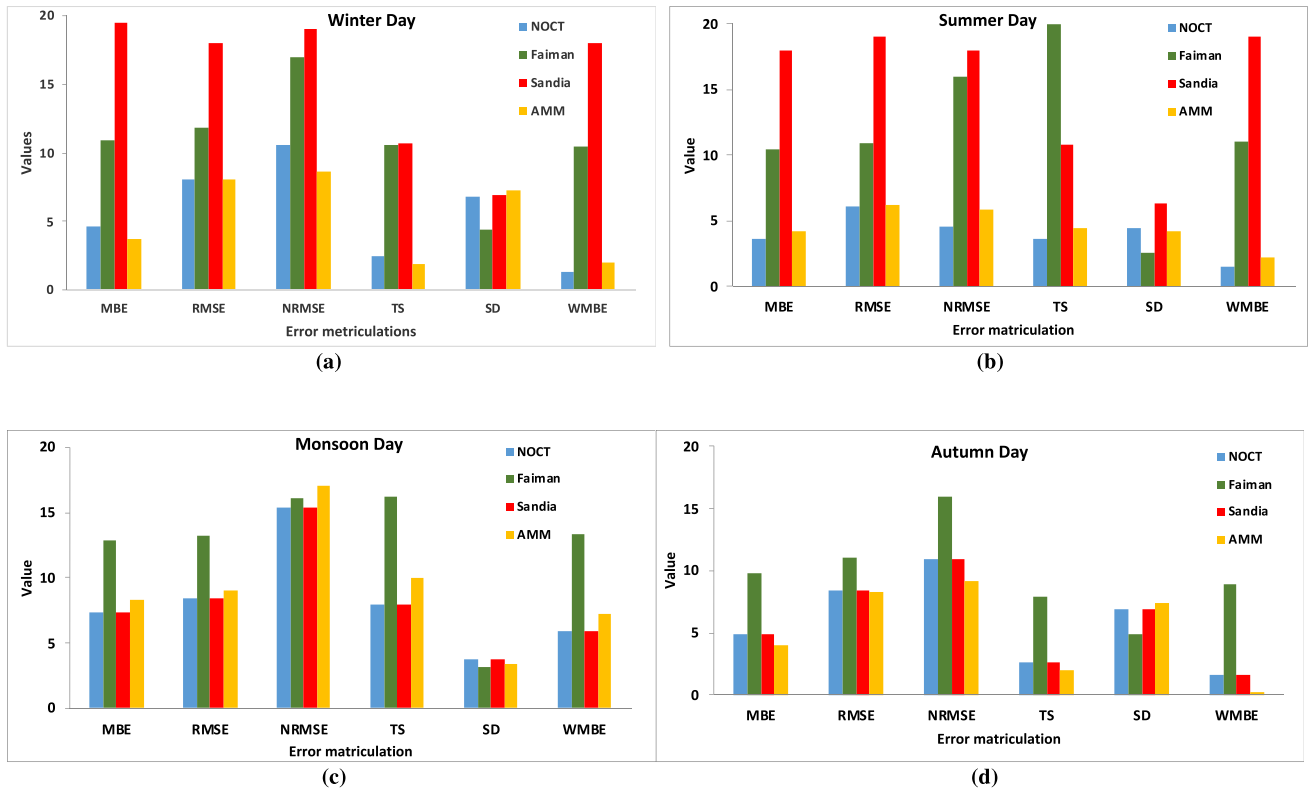 Winter Day
20
15
10
5
0
Values
NOCT
Faiman
Sandia
AMM
MBE RMSE NRMSE TS SD WMBE
Error metriculations
(a)
Summer Day
20
15
10
5
0
Value
NOCT
Faiman
Sandia
AMM
MBE RMSE NRMSE TS SD WMBE
Error matriculation
(b)
Monsoon Day
20
15
10
5
0
Value
NOCT
Faiman
Sandia
AMM
MBE RMSE NRMSE TS SD WMBE
Error matriculation
(c)
Autumn Day
20
15
10
5
0
Value
NOCT
Faiman
Sandia
AMM
MBE RMSE NRMSE TS SD WMBE
Error matriculation
(d)